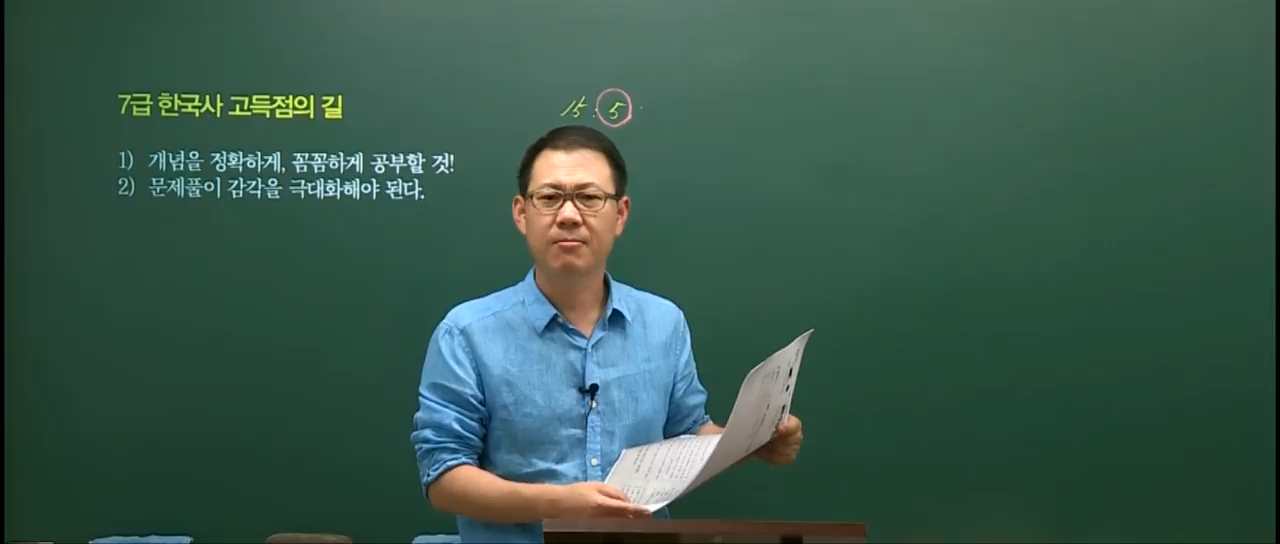 7급 한국사 고득점의 길
15 : 5
1) 개념을 정확하게, 꼼꼼하게 공부할 것!
2) 문제풀이 감각을 극대화해야 된다.